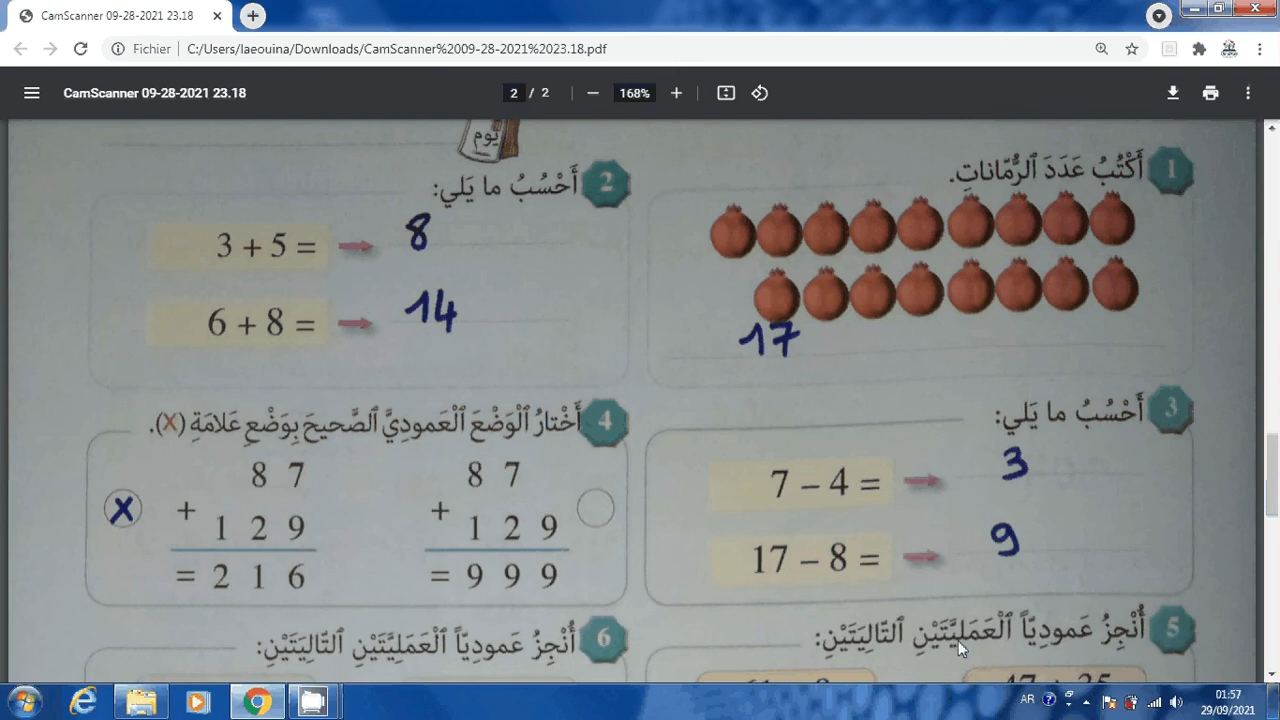 CamScanner 09-28-2021 23.18
Fichier | C:/Users/laeouina/Downloads/CamScanner%2009-28-2021%2023.18.pdf
CamScanner 09-28-2021 23.18
2 / 2
168%
يوم
1 أَكْتُبُ عَدَدَ ٱلرُّمّاناتِ.
17
2 أَحْسُبُ ما يَلي:
3 + 5 = 8
6 + 8 = 14
3 أَحْسُبُ ما يَلي:
7 – 4 = 3
17 – 8 = 9
4 أَخْتارُ ٱلْوَضْعَ ٱلْعَمودِيَّ ٱلصَّحيحَ بِوَضْعِ عَلامَةِ (X).
8 7
+ 1 2 9
= 9 9 9
X
8 7
+ 1 2 9
= 2 1 6
5 أُنْجِزُ عَمودِيّاً ٱلْعَمَلِيَّتَيْنِ ٱلتّالِيَتَيْنِ:
6 أُنْجِزُ عَمودِيّاً ٱلْعَمَلِيَّتَيْنِ ٱلتّالِيَتَيْنِ:
AR
01:57
29/09/2021